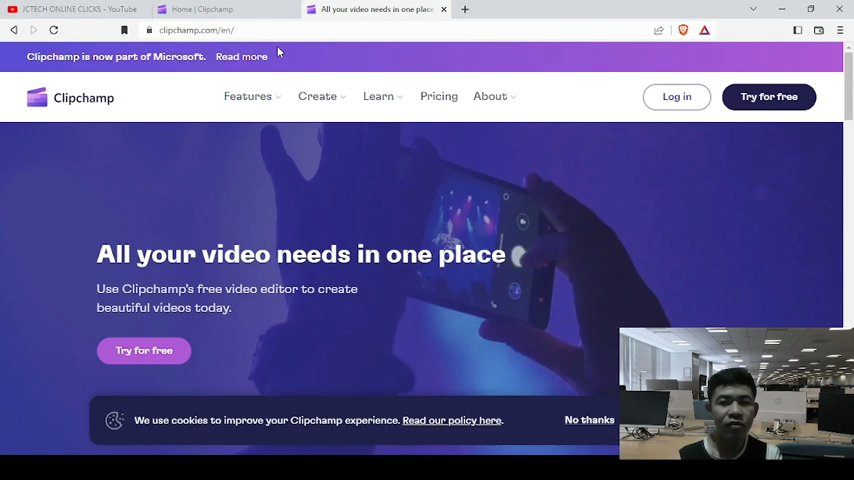 JCTECH ONLINE CLICKS - YouTube
Home | Clipchamp
All your video needs in one place
clipchamp.com/en/
Clipchamp is now part of Microsoft. Read more
Clipchamp
Features Create Learn Pricing About
Log in
Try for free
All your video needs in one place
Use Clipchamp's free video editor to create
beautiful videos today.
Try for free
We use cookies to improve your Clipchamp experience. Read our policy here.
No thanks